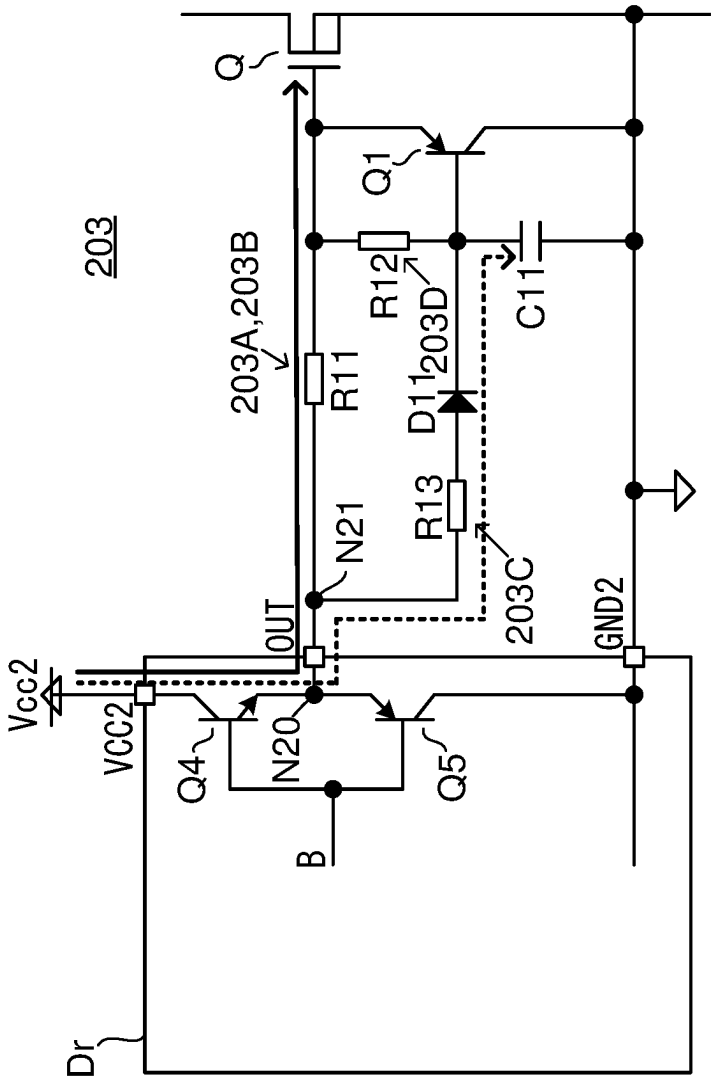 203
Vcc2
VCC2
Q4
N20
B
Q5
Dr
OUT
N21
203A,203B
R11
Q
Q1
R12
203D
D11
R13
203C
C11
GND2